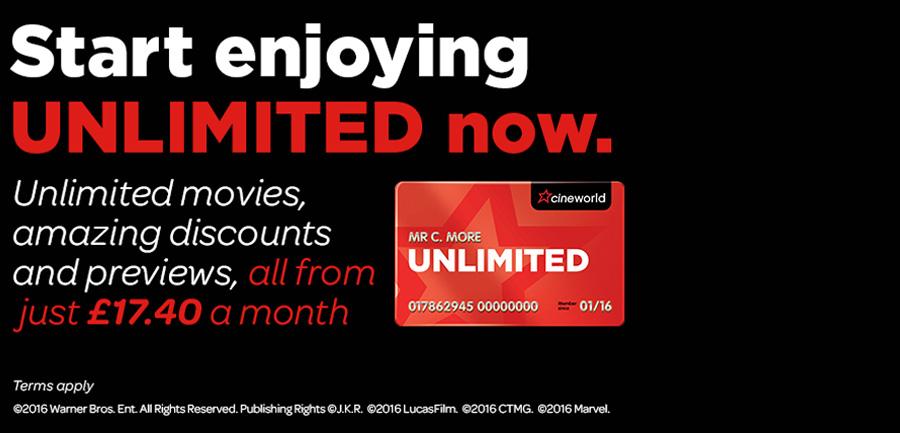 Start enjoying
UNLIMITED now.
Unlimited movies,
amazing discounts
and previews, all from
just £17.40 a month
cineworld
MR C. MORE
UNLIMITED
017862945 00000000 Member since 01/16
Terms apply
©2016 Warner Bros. Ent. All Rights Reserved. Publishing Rights ©J.K.R. ©2016 LucasFilm. ©2016 CTMG. ©2016 Marvel.